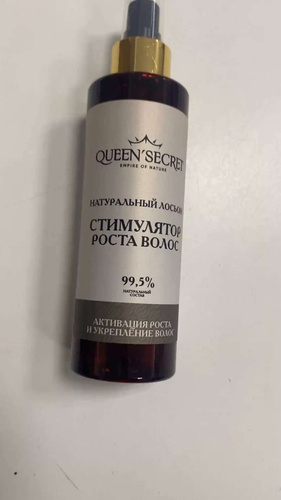 QUEEN'SECRET
EMPIRE OF NATURE
НАТУРАЛЬНЫЙ ЛОСЬОН
СТИМУЛЯТОР
РОСТА ВОЛОС
99,5%
НАТУРАЛЬНЫЙ
СОСТАВ
АКТИВАЦИЯ РОСТА
И УКРЕПЛЕНИЕ ВОЛОС